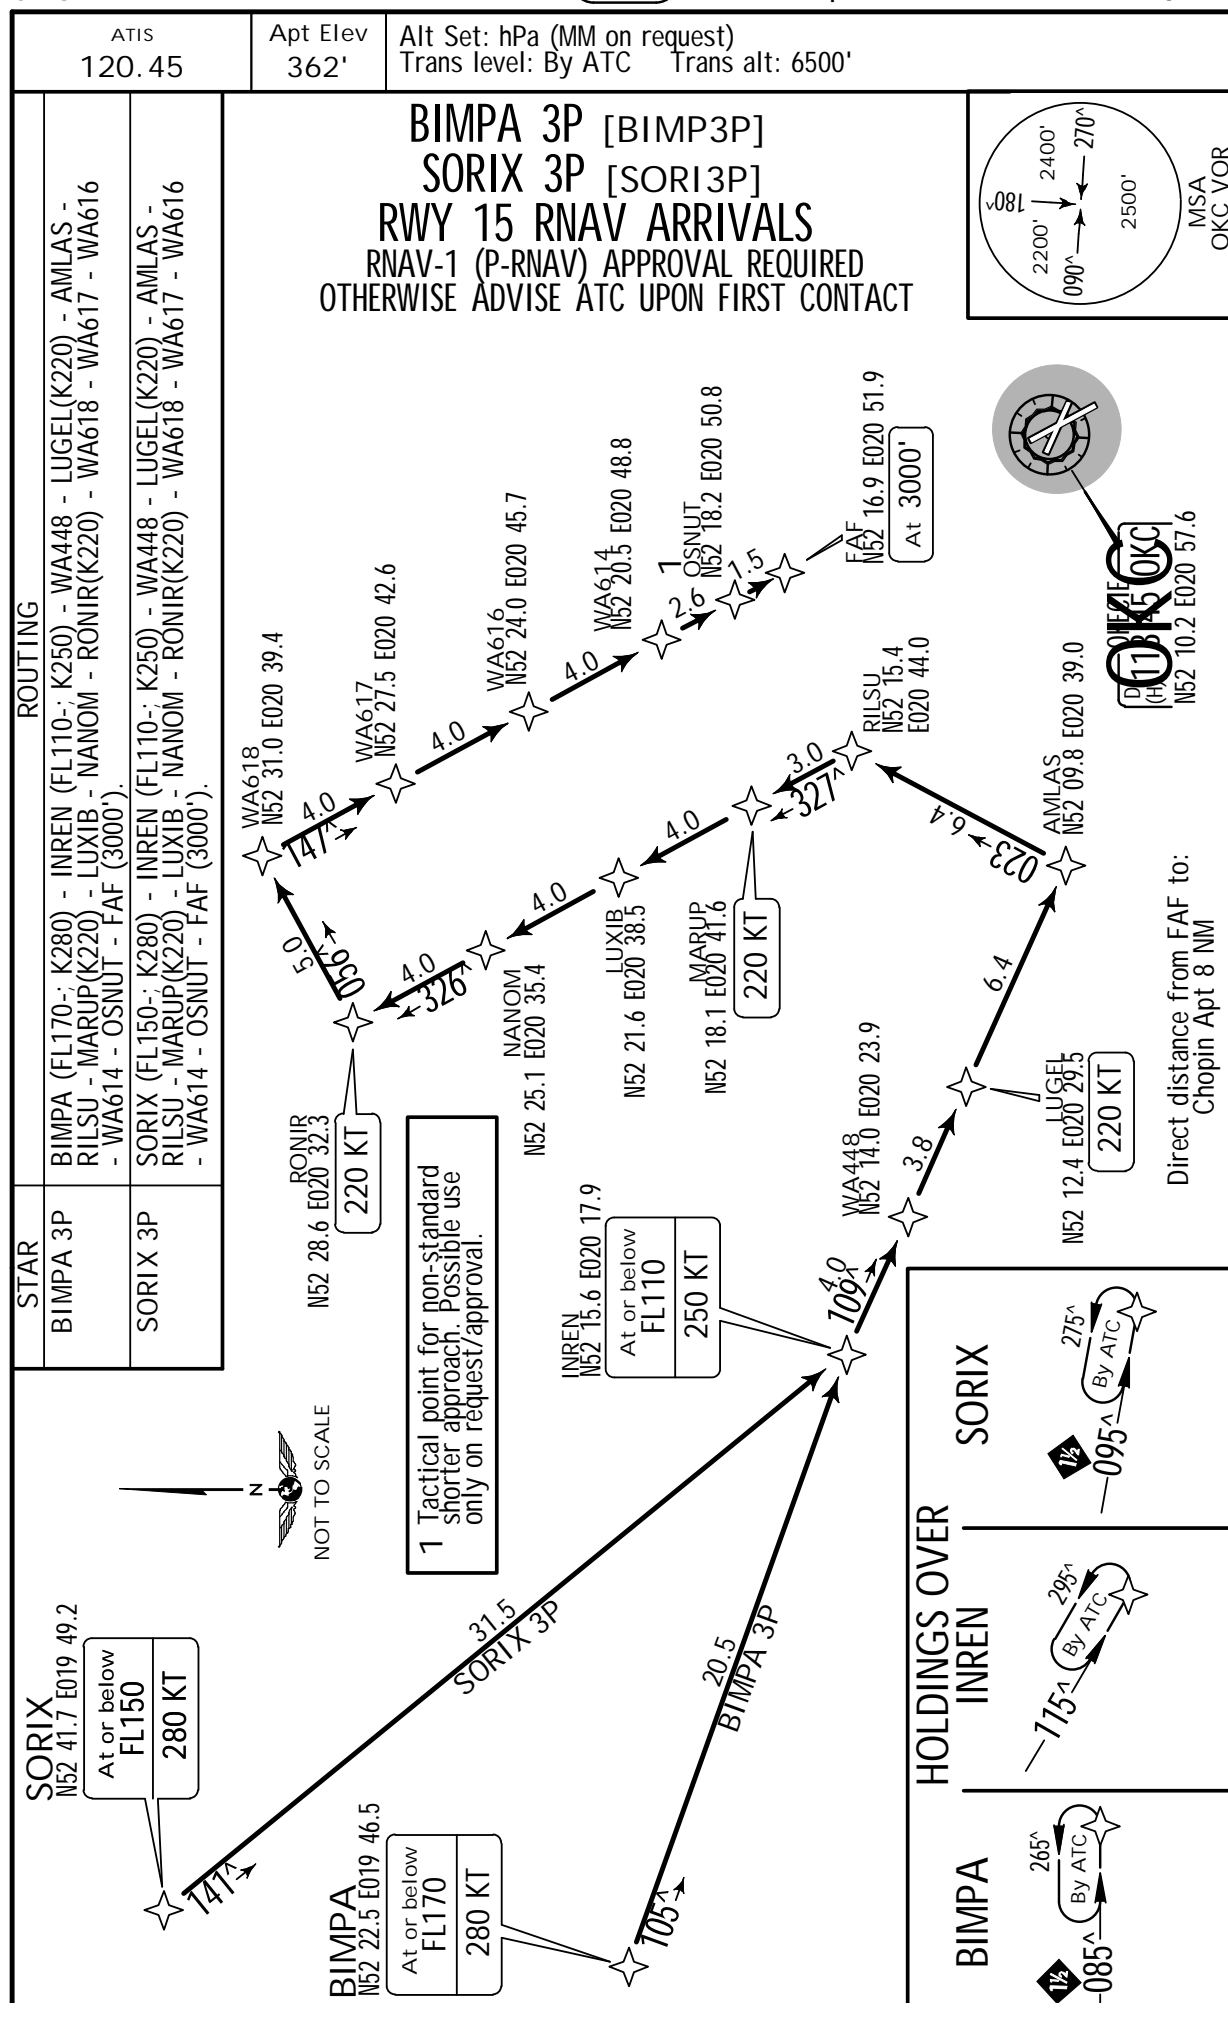 ATIS
120.45
Apt Elev
362'
Alt Set: hPa (MM on request)
Trans level: By ATC Trans alt: 6500'
BIMPA 3P [BIMP3P]
SORIX 3P [SORI3P]
RWY 15 RNAV ARRIVALS
RNAV-1 (P-RNAV) APPROVAL REQUIRED
OTHERWISE ADVISE ATC UPON FIRST CONTACT
MSA
OKC VOR
2400'
270^
180^
2200'
090^
2500'
STAR
ROUTING
BIMPA 3P
BIMPA (FL170-; K280) - INREN (FL110-; K250) - WA448 - LUGEL(K220) - AMLAS -
RILSU - MARUP(K220) - LUXIB - NANOM - RONIR(K220) - WA618 - WA617 - WA616
- WA614 - OSNUT - FAF (3000').
SORIX 3P
SORIX (FL150-; K280) - INREN (FL110-; K250) - WA448 - LUGEL(K220) - AMLAS -
RILSU - MARUP(K220) - LUXIB - NANOM - RONIR(K220) - WA618 - WA617 - WA616
- WA614 - OSNUT - FAF (3000').
WA618
N52 31.0 E020 39.4
147^
4.0
WA617
N52 27.5 E020 42.6
4.0
WA616
N52 24.0 E020 45.7
4.0
WA614
N52 20.5 E020 48.8
2.6
1
OSNUT
N52 18.2 E020 50.8
1.5
FAF
N52 16.9 E020 51.9
At 3000'
OKC
113.45 OKC
N52 10.2 E020 57.6
RILSU
N52 15.4
E020 44.0
3.0
327^
AMLAS
N52 09.8 E020 39.0
6.4
023^
MARUP
N52 18.1 E020 41.6
220 KT
4.0
LUXIB
N52 21.6 E020 38.5
4.0
NANOM
N52 25.1 E020 35.4
4.0
326^
RONIR
N52 28.6 E020 32.3
220 KT
5.0
056^
LUGEL
N52 12.4 E020 29.5
220 KT
6.4
WA448
N52 14.0 E020 23.9
3.8
INREN
N52 15.6 E020 17.9
At or below
FL110
250 KT
4.0
109^
Direct distance from FAF to:
Chopin Apt 8 NM
1 Tactical point for non-standard
shorter approach. Possible use
only on request/approval.
N
NOT TO SCALE
SORIX
N52 41.7 E019 49.2
At or below
FL150
280 KT
141^
31.5
SORIX 3P
BIMPA
N52 22.5 E019 46.5
At or below
FL170
280 KT
105^
20.5
BIMPA 3P
HOLDINGS OVER
BIMPA
265^
By ATC
085^
1½
INREN
295^
By ATC
115^
SORIX
275^
By ATC
095^
1½